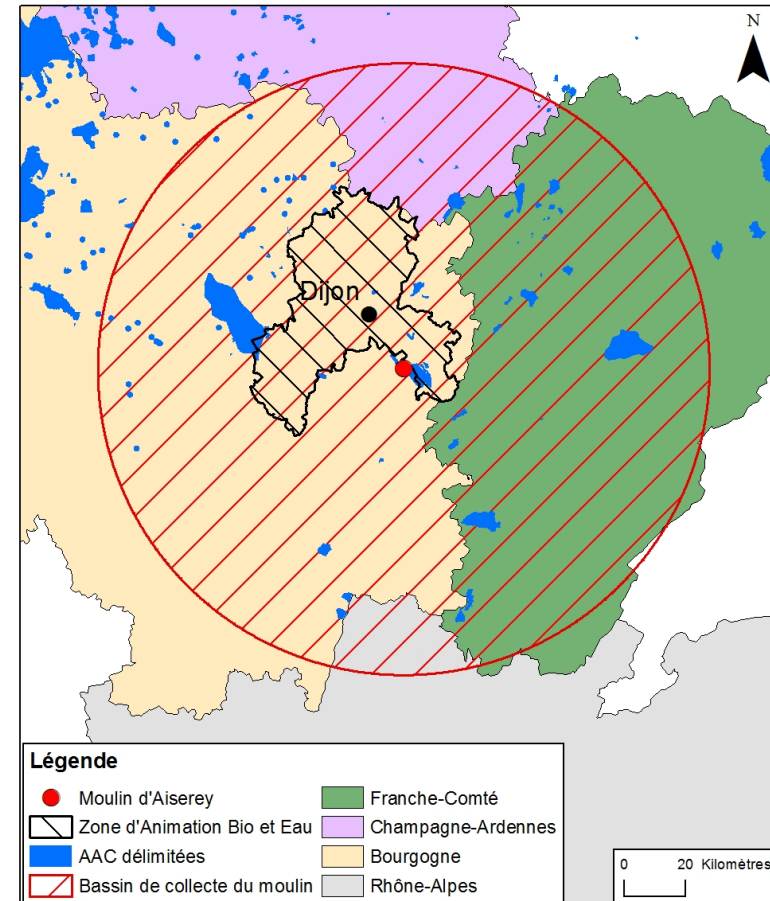 N
Dijon
Légende
Moulin d'Aiserey
Zone d'Animation Bio et Eau
AAC délimitées
Bassin de collecte du moulin
Franche-Comté
Champagne-Ardennes
Bourgogne
Rhône-Alpes
0 20 Kilomètres